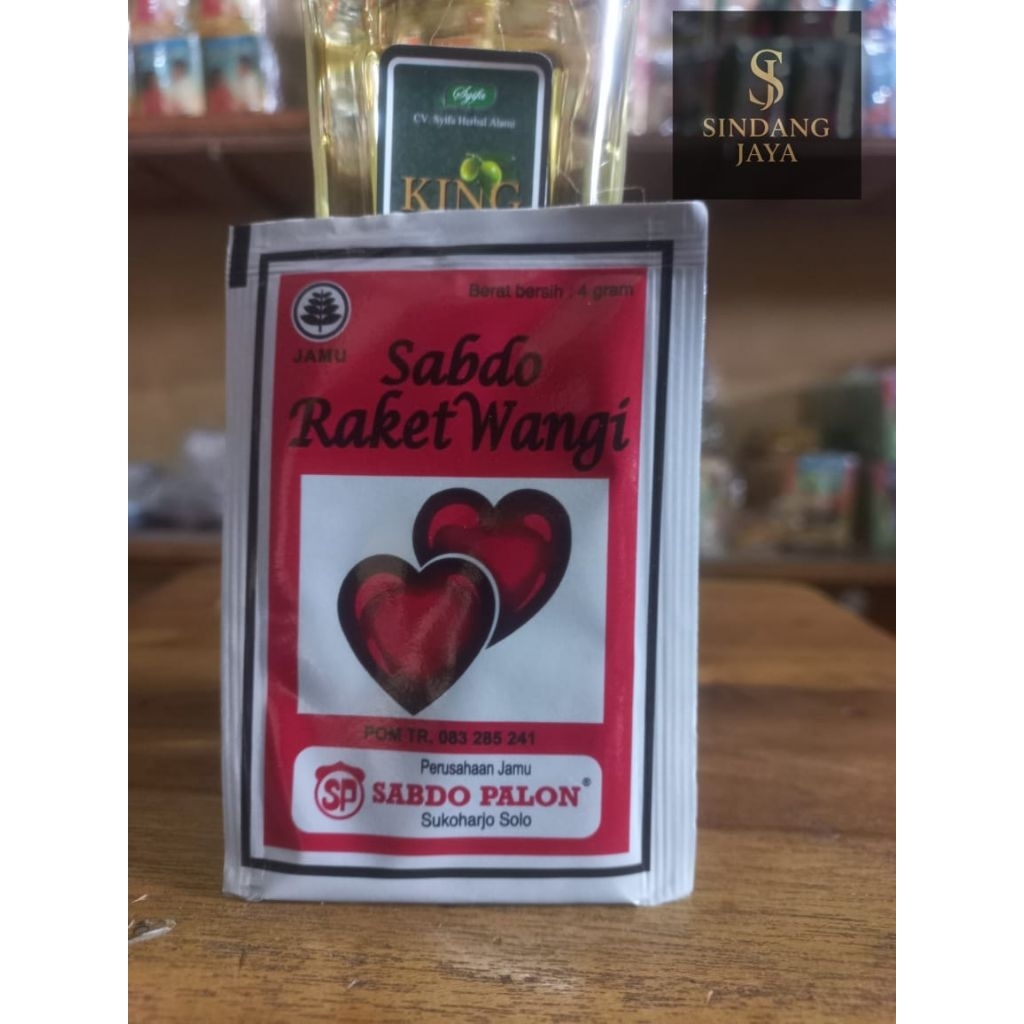 Syifa
CV. Syifa Herbal Alami
KING
SJ
SINDANG
JAYA
Berat bersih : 4 gram
JAMU
Sabdo
Raket Wangi
POM TR. 083 285 241
Perusahaan Jamu
SP SABDO PALON®
Sukoharjo Solo